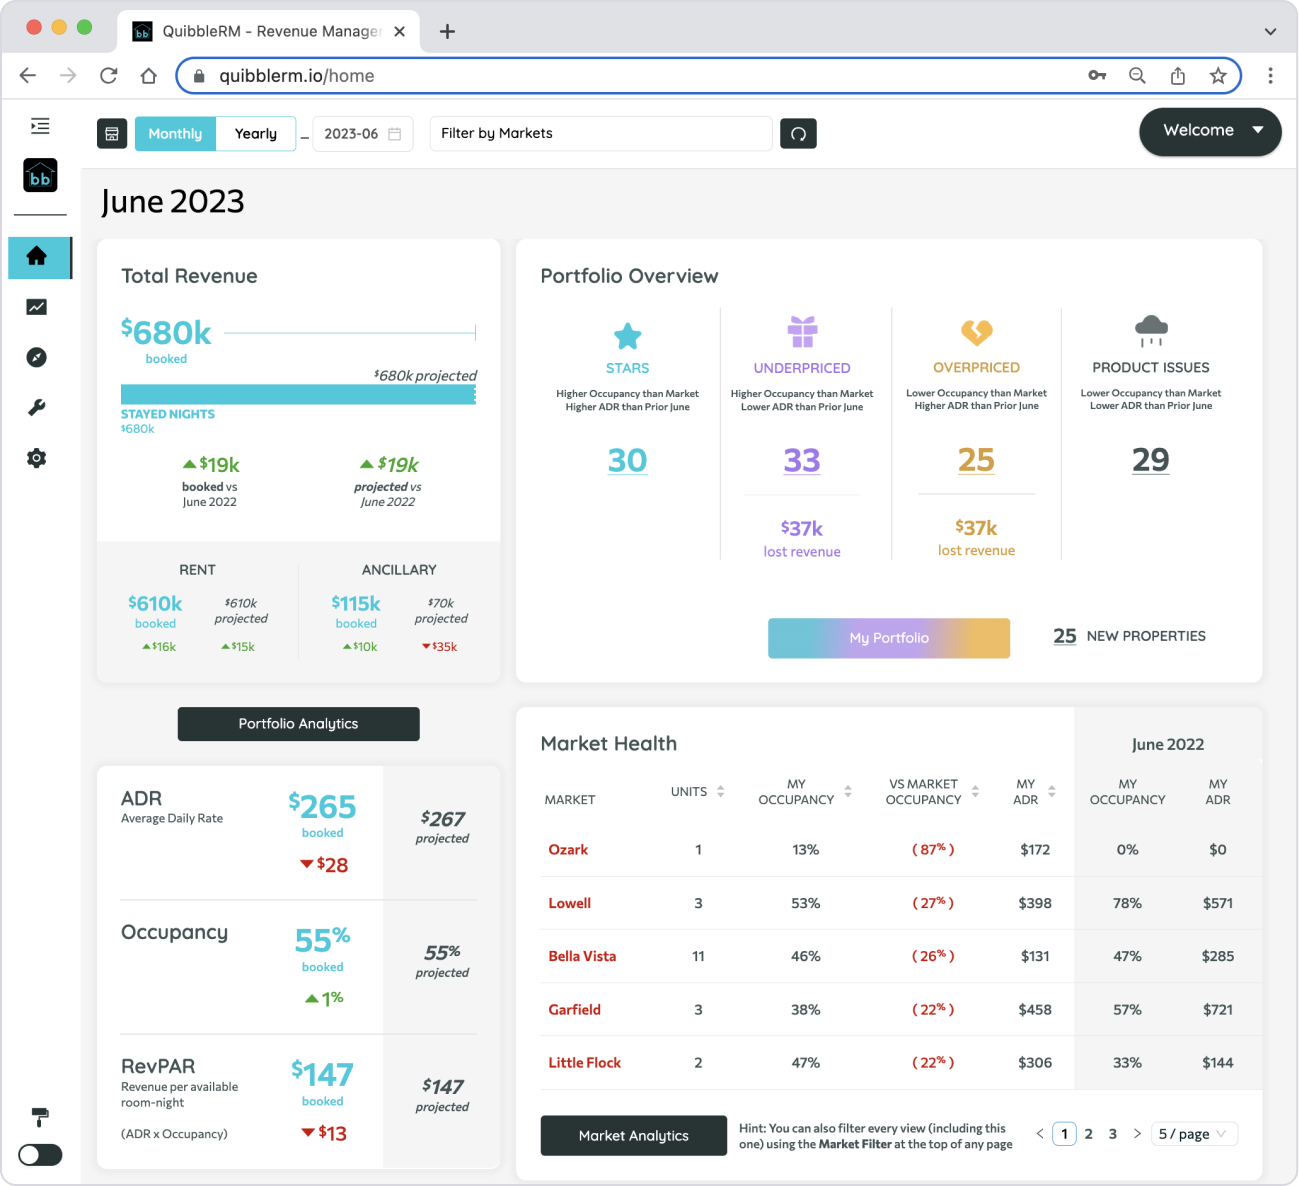 QuibbleRM - Revenue Manager
quibblerm.io/home
Monthly
Yearly
2023-06
Filter by Markets
Welcome
bb
June 2023
Total Revenue
$680k
booked
$680k projected
STAYED NIGHTS
$680k
$19k
booked vs
June 2022
$19k
projected vs
June 2022
RENT
$610k
booked
$16k
$610k
projected
$15k
ANCILLARY
$115k
booked
$10k
$70k
projected
$35k
Portfolio Overview
STARS
Higher Occupancy than Market
Higher ADR than Prior June
30
UNDERPRICED
Higher Occupancy than Market
Lower ADR than Prior June
33
$37k
lost revenue
OVERPRICED
Lower Occupancy than Market
Higher ADR than Prior June
25
$37k
lost revenue
PRODUCT ISSUES
Lower Occupancy than Market
Lower ADR than Prior June
29
My Portfolio
25 NEW PROPERTIES
Portfolio Analytics
ADR
Average Daily Rate
$265
booked
$28
$267
projected
Occupancy
55%
booked
1%
55%
projected
RevPAR
Revenue per available
room-night
(ADR x Occupancy)
$147
booked
$13
$147
projected
Market Health
June 2022
MARKET UNITS MY OCCUPANCY VS MARKET OCCUPANCY MY ADR MY OCCUPANCY MY ADR
Ozark 1 13% (87%) $172 0% $0
Lowell 3 53% (27%) $398 78% $571
Bella Vista 11 46% (26%) $131 47% $285
Garfield 3 38% (22%) $458 57% $721
Little Flock 2 47% (22%) $306 33% $144
Market Analytics
Hint: You can also filter every view (including this
one) using the Market Filter at the top of any page
< 1 2 3 >
5 / page